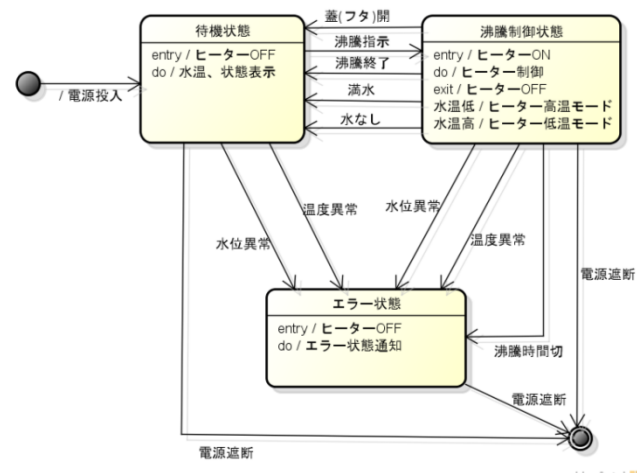 待機状態
entry / ヒーターOFF
do / 水温、状態表示
蓋(フタ)開
沸騰指示
沸騰終了
満水
水なし
沸騰制御状態
entry / ヒーターON
do / ヒーター制御
exit / ヒーターOFF
水温低 / ヒーター高温モード
水温高 / ヒーター低温モード
/ 電源投入
水位異常
温度異常
水位異常
温度異常
電源遮断
エラー状態
entry / ヒーターOFF
do / エラー状態通知
沸騰時間切
電源遮断
電源遮断